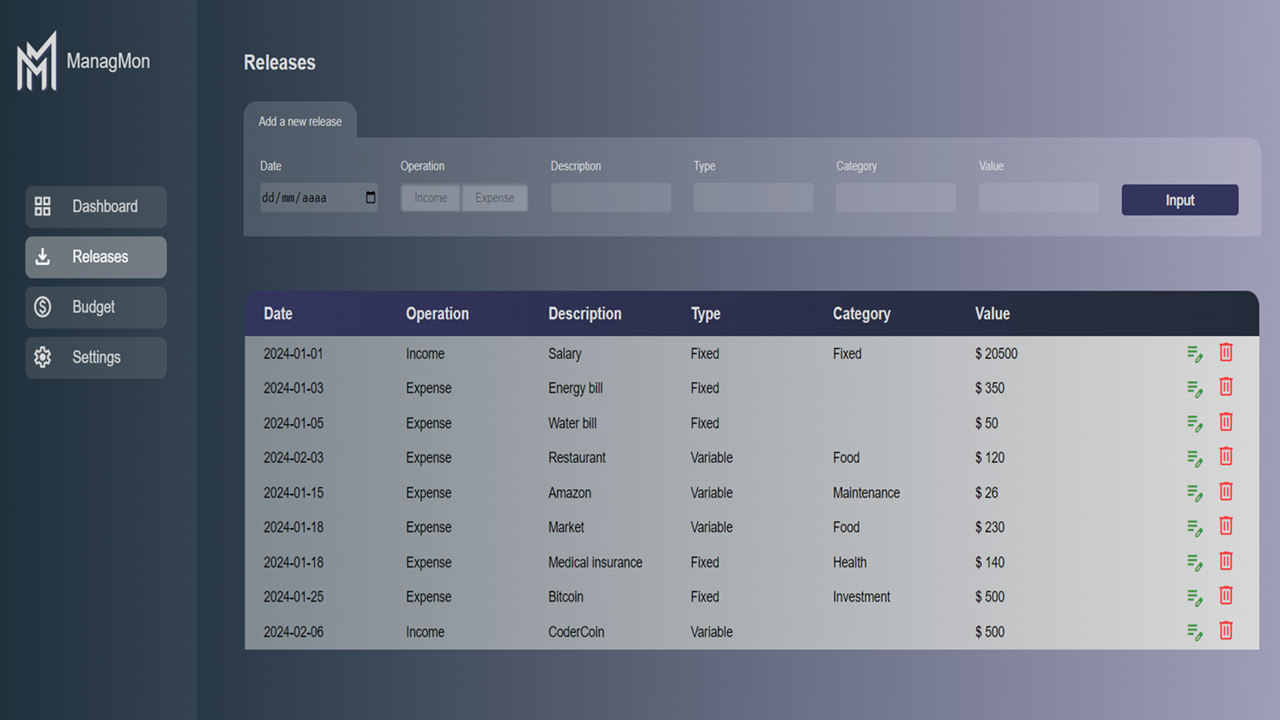 ManagMon
Releases
Add a new release
Date Operation Description Type Category Value
dd/mm/aaaa Income Expense Input
Dashboard
Releases
Budget
Settings
Date Operation Description Type Category Value
2024-01-01 Income Salary Fixed Fixed $ 20500
2024-01-03 Expense Energy bill Fixed $ 350
2024-01-05 Expense Water bill Fixed $ 50
2024-02-03 Expense Restaurant Variable Food $ 120
2024-01-15 Expense Amazon Variable Maintenance $ 26
2024-01-18 Expense Market Variable Food $ 230
2024-01-18 Expense Medical insurance Fixed Health $ 140
2024-01-25 Expense Bitcoin Fixed Investment $ 500
2024-02-06 Income CoderCoin Variable $ 500